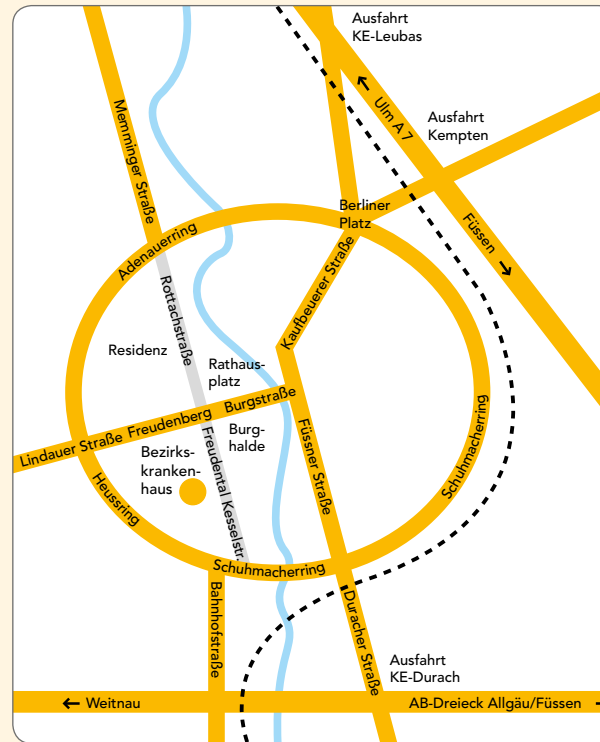 Ausfahrt
KE-Leubas
← Ulm A 7
Ausfahrt
Kempten
Memminger Straße
Berliner
Platz
Füssen →
Adenauerring
Kaufbeurer Straße
Rottachstraße
Residenz
Rathaus-
platz
Lindauer Straße Freudenberg Burgstraße
Burg-
halde
Bezirks-
kranken-
haus
Freudental Kesselstr.
Füssner Straße
Schuhmacherring
Heussring
Schuhmacherring
Bahnhofstraße
Duracher Straße
Ausfahrt
KE-Durach
← Weitnau
AB-Dreieck Allgäu/Füssen →